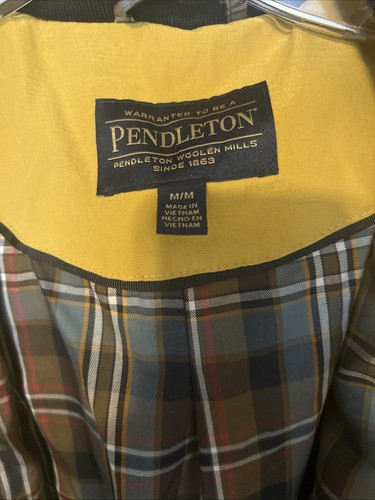 WARRANTED TO BE A
PENDLETON®
PENDLETON WOOLEN MILLS
SINCE 1863
M/M
MADE IN
VIETNAM
HECHO EN
VIETNAM